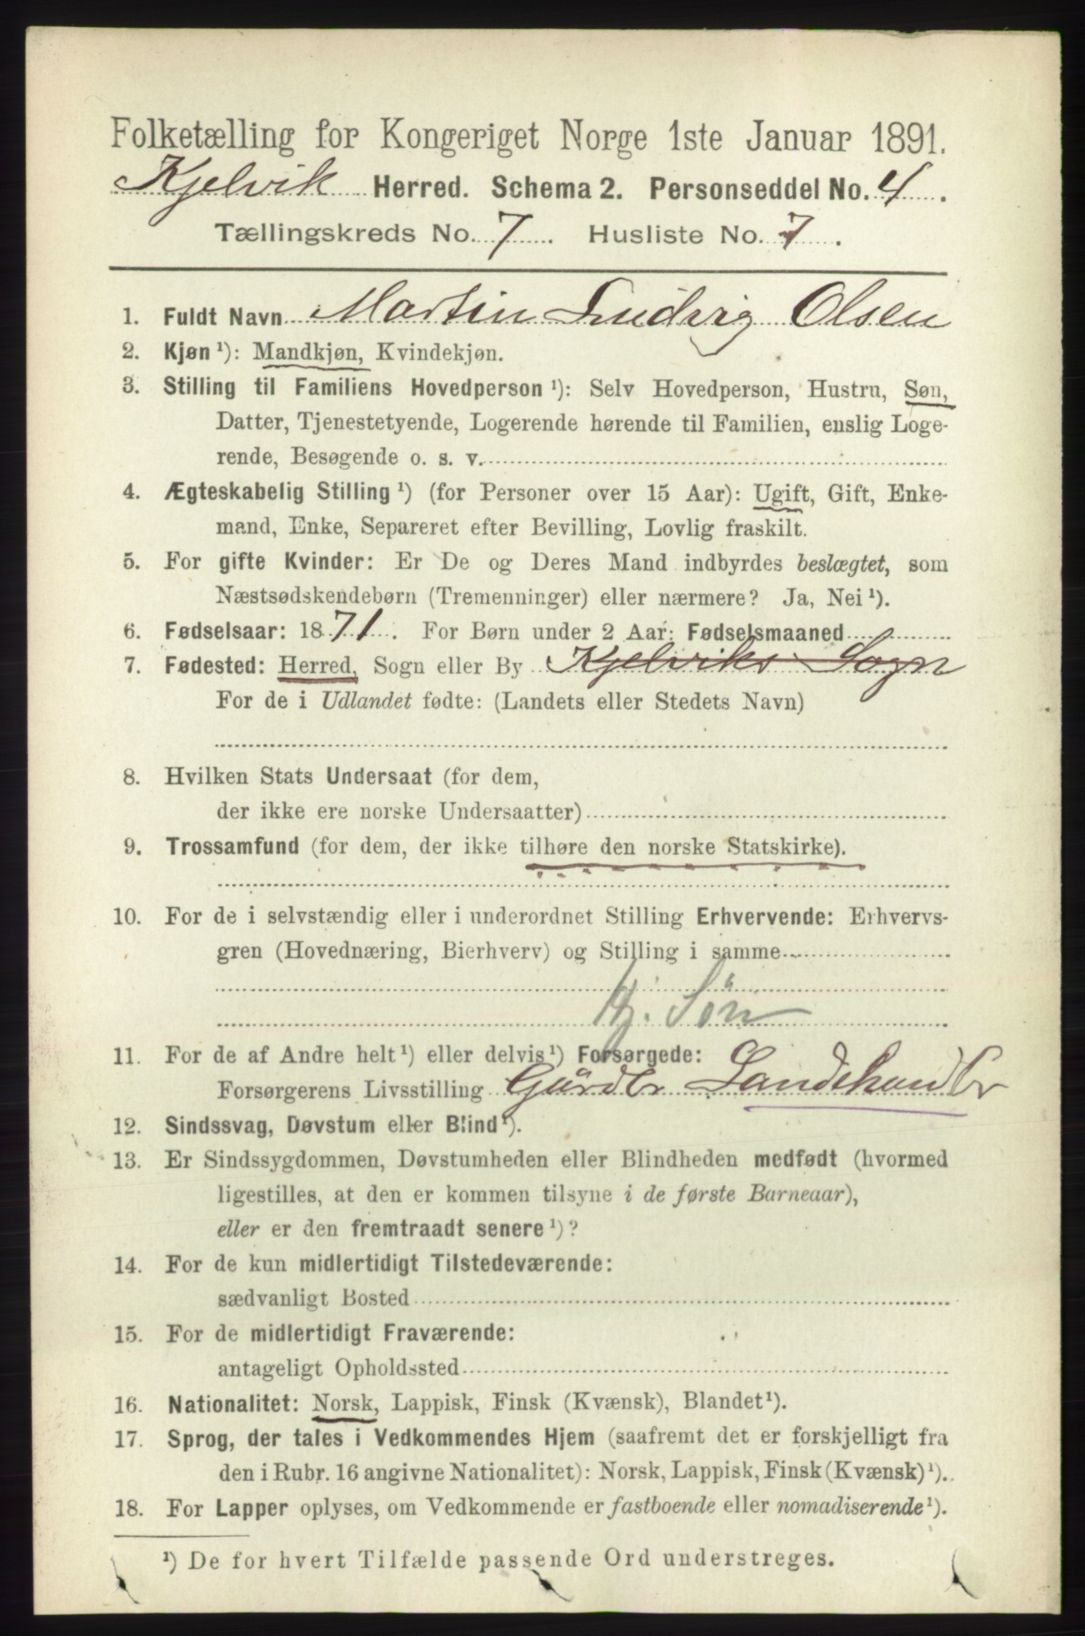 Folketælling for Kongeriget Norge 1ste Januar 1891.
Kjelvik Herred. Schema 2. Personseddel No. 4.
Tællingskreds No. 7. Husliste No. 7.
1. Fuldt Navn Martin Ludvig Olsen
2. Kjøn ¹): Mandkjøn, Kvindekjøn.
3. Stilling til Familiens Hovedperson ¹): Selv Hovedperson, Hustru, Søn,
Datter, Tjenestetyende, Logerende hørende til Familien, enslig Loge-
rende, Besøgende o. s. v.
4. Ægteskabelig Stilling ¹) (for Personer over 15 Aar): Ugift, Gift, Enke-
mand, Enke, Separeret efter Bevilling, Lovlig fraskilt.
5. For gifte Kvinder: Er De og Deres Mand indbyrdes beslægtet, som
Næstsødskendebørn (Tremenninger) eller nærmere? Ja, Nei ¹).
6. Fødselsaar: 1871. For Børn under 2 Aar: Fødselsmaaned
7. Fødested: Herred, Sogn eller By Kjelviks Sogn
For de i Udlandet fødte: (Landets eller Stedets Navn)
8. Hvilken Stats Undersaat (for dem,
der ikke ere norske Undersaatter)
9. Trossamfund (for dem, der ikke tilhøre den norske Statskirke).
10. For de i selvstændig eller i underordnet Stilling Erhvervende: Erhvervs-
gren (Hovednæring, Bierhverv) og Stilling i samme
Hj. Søn
11. For de af Andre helt ¹) eller delvis ¹) Forsørgede:
Forsørgerens Livsstilling Gårdbr Landhandler
12. Sindssvag, Døvstum eller Blind ¹).
13. Er Sindssygdommen, Døvstumheden eller Blindheden medfødt (hvormed
ligestilles, at den er kommen tilsyne i de første Barneaar),
eller er den fremtraadt senere ¹)?
14. For de kun midlertidigt Tilstedeværende:
sædvanligt Bosted
15. For de midlertidigt Fraværende:
antageligt Opholdssted
16. Nationalitet: Norsk, Lappisk, Finsk (Kvænsk), Blandet ¹).
17. Sprog, der tales i Vedkommendes Hjem (saafremt det er forskjelligt fra
den i Rubr. 16 angivne Nationalitet): Norsk, Lappisk, Finsk (Kvænsk) ¹).
18. For Lapper oplyses, om Vedkommende er fastboende eller nomadiserende ¹).
¹) De for hvert Tilfælde passende Ord understreges.